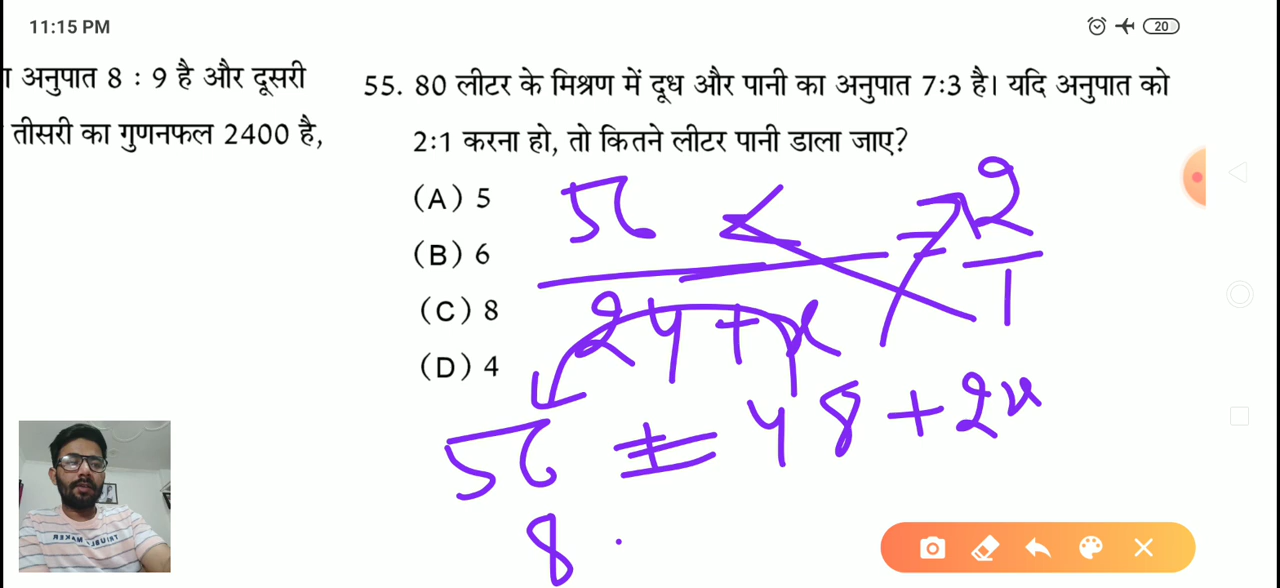 11:15 PM
20
ा अनुपात 8 : 9 है और दूसरी
तीसरी का गुणनफल 2400 है,
55. 80 लीटर के मिश्रण में दूध और पानी का अनुपात 7:3 है। यदि अनुपात को
2:1 करना हो, तो कितने लीटर पानी डाला जाए?
(A) 5
(B) 6
(C) 8
(D) 4
56 = 2
24 + x 1
56 = 48 + 2x
8